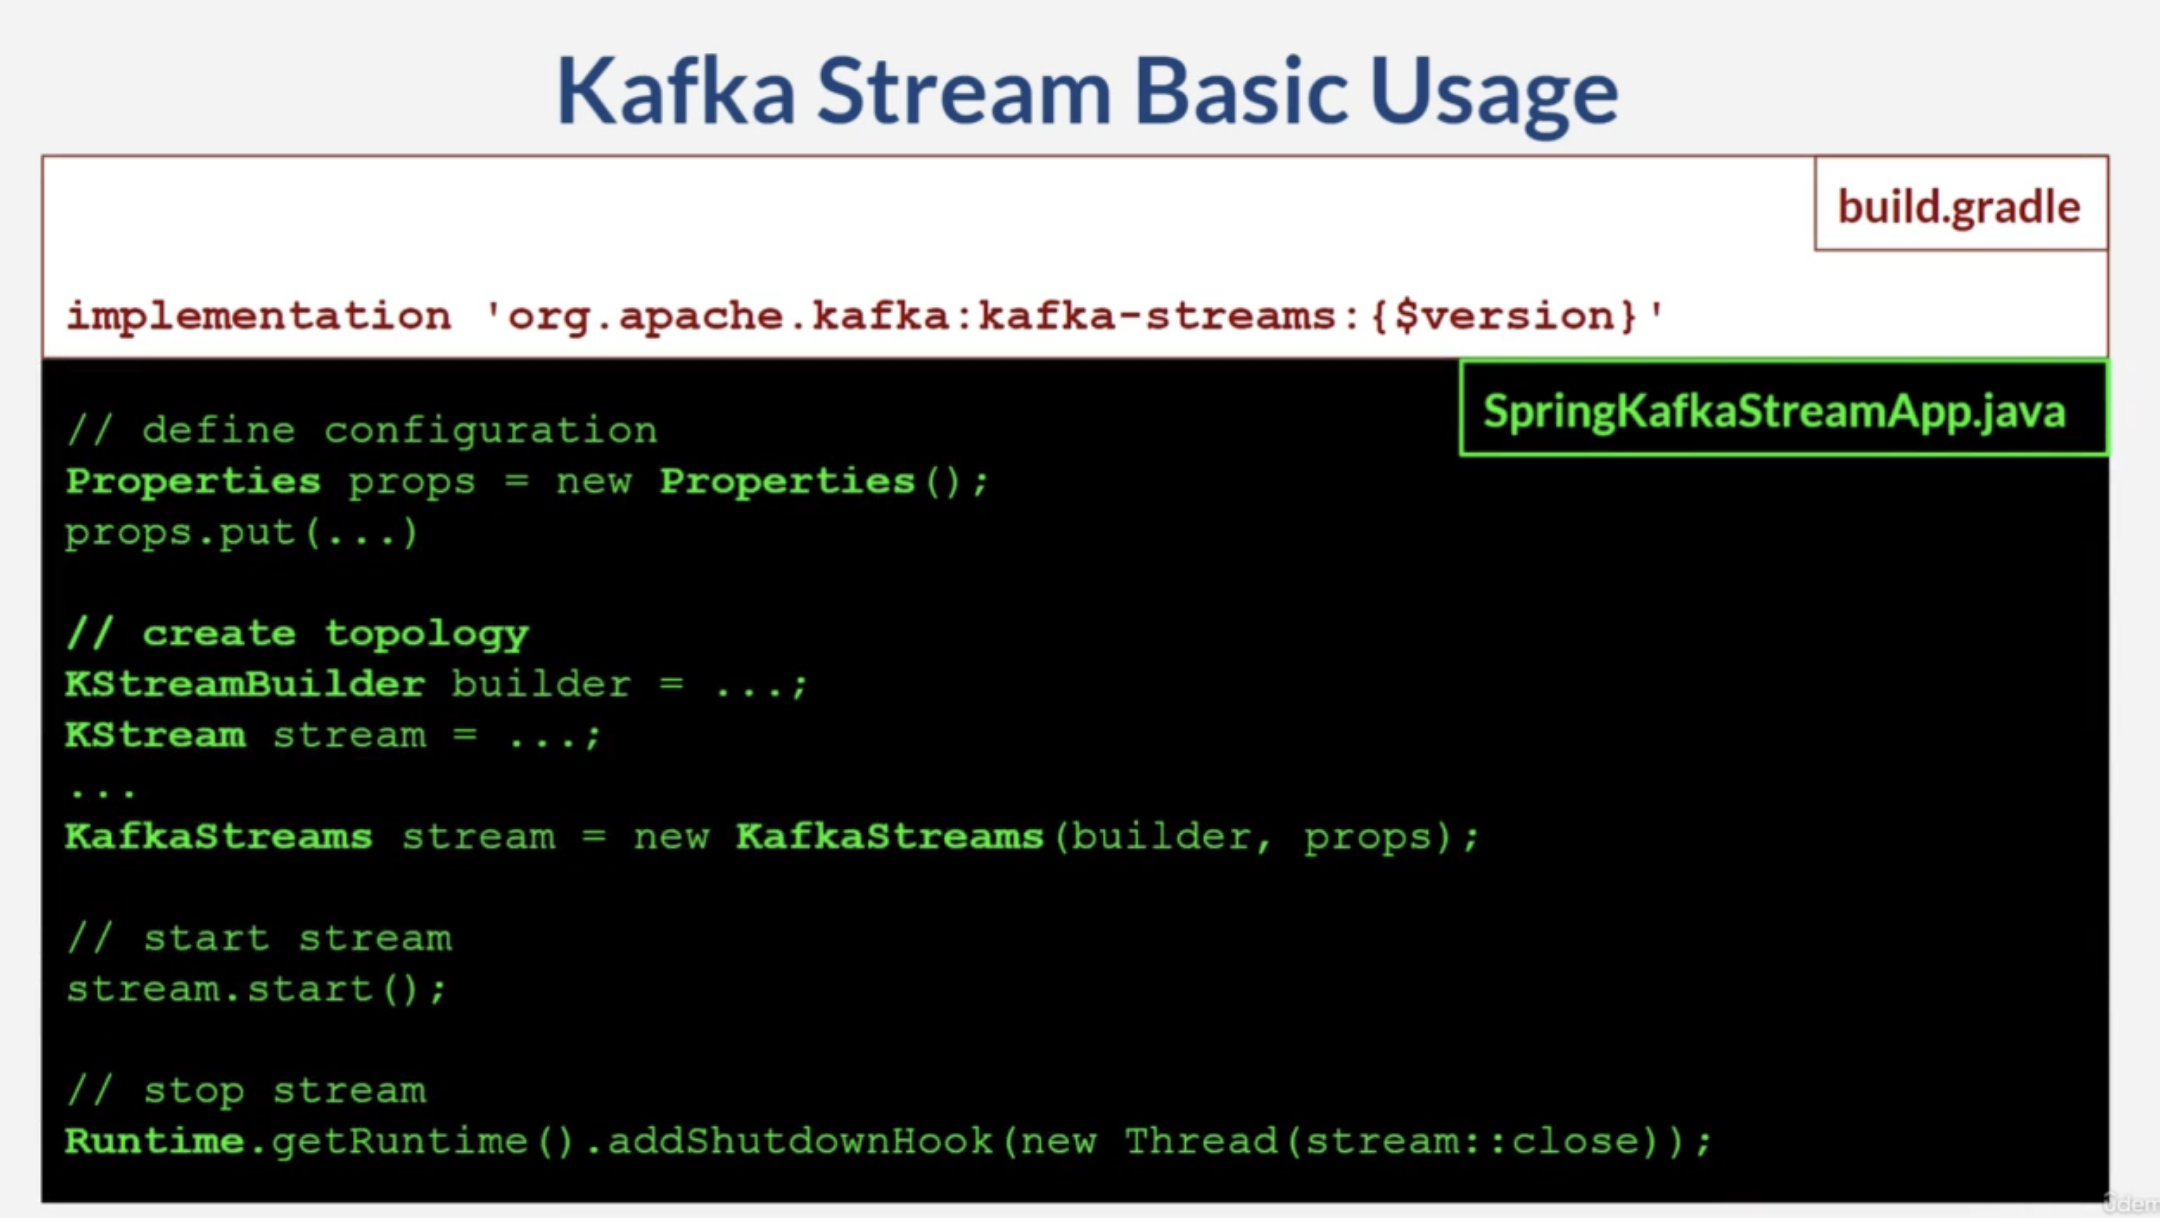 Kafka Stream Basic Usage
build.gradle
implementation 'org.apache.kafka:kafka-streams:{$version}'
SpringKafkaStreamApp.java
// define configuration
Properties props = new Properties();
props.put(...)
// create topology
KStreamBuilder builder = ...;
KStream stream = ...;
...
KafkaStreams stream = new KafkaStreams(builder, props);
// start stream
stream.start();
// stop stream
Runtime.getRuntime().addShutdownHook(new Thread(stream::close));